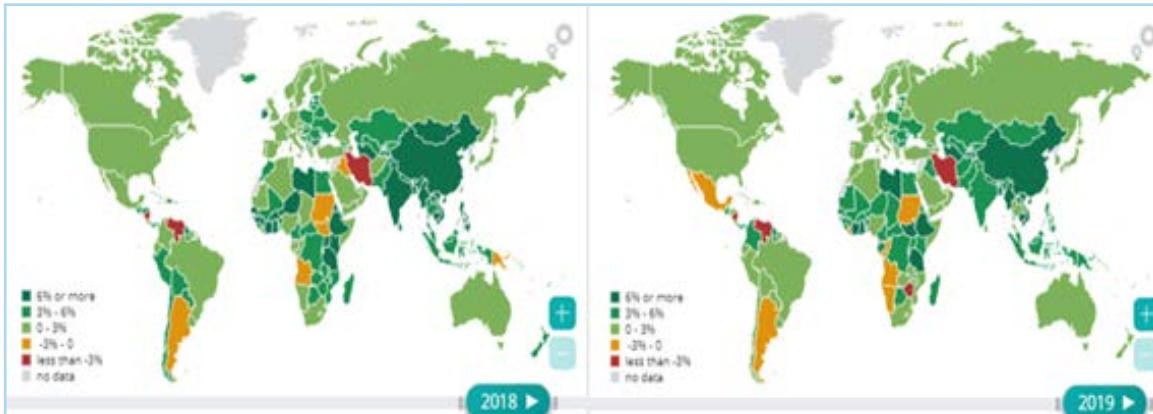 6% or more
3% - 6%
0 - 3%
-3% - 0
less than -3%
no data
2018
6% or more
3% - 6%
0 - 3%
-3% - 0
less than -3%
no data
2019